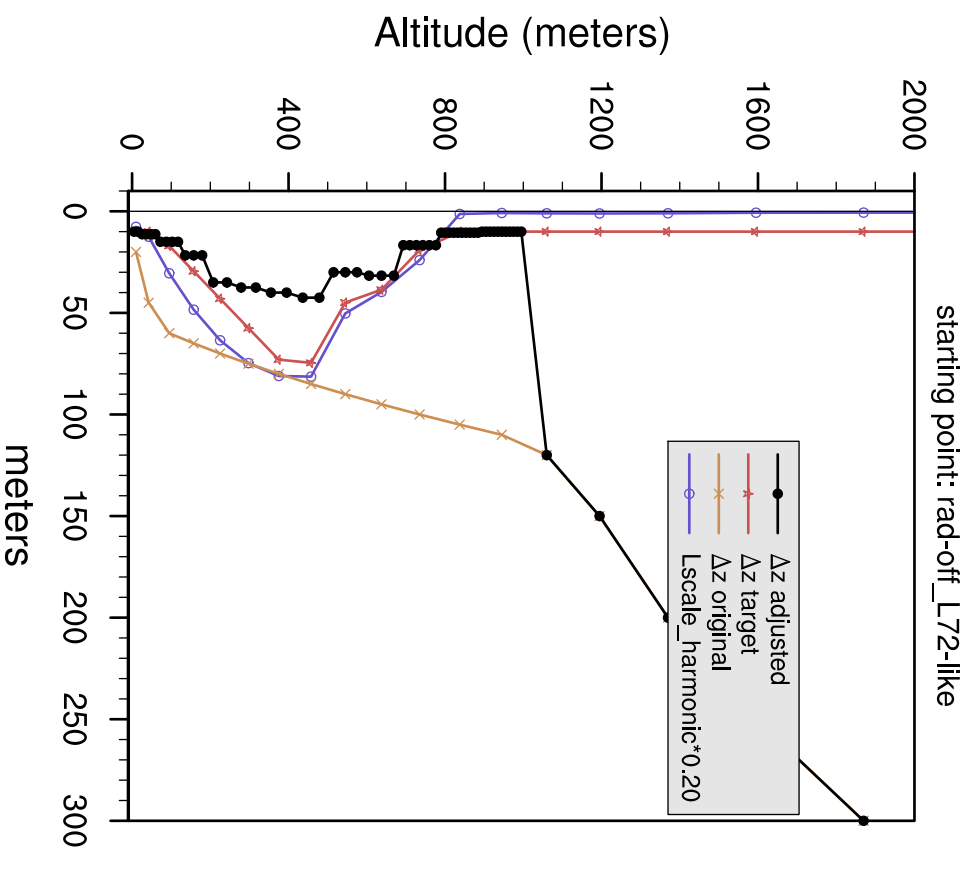 starting point: rad-off_L72-like
2000
1600
1200
800
400
0
Altitude (meters)
Δz adjusted
Δz target
Δz original
Lscale_harmonic*0.20
0
50
100
150
200
250
300
meters